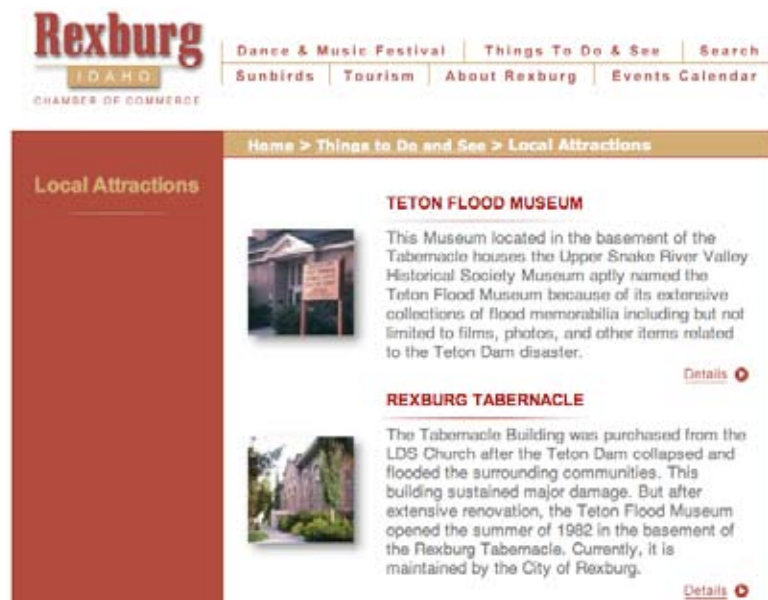 Rexburg
IDAHO
CHAMBER OF COMMERCE
Dance & Music Festival
Things To Do & See
Search
Sunbirds
Tourism
About Rexburg
Events Calendar
Home > Things to Do and See > Local Attractions
Local Attractions
TETON FLOOD MUSEUM
This Museum located in the basement of the
Tabernacle houses the Upper Snake River Valley
Historical Society Museum aptly named the
Teton Flood Museum because of its extensive
collections of flood memorabilia including but not
limited to films, photos, and other items related
to the Teton Dam disaster.
Details
REXBURG TABERNACLE
The Tabernacle Building was purchased from the
LDS Church after the Teton Dam collapsed and
flooded the surrounding communities. This
building sustained major damage. But after
extensive renovation, the Teton Flood Museum
opened the summer of 1982 in the basement of
the Rexburg Tabernacle. Currently, it is
maintained by the City of Rexburg.
Details